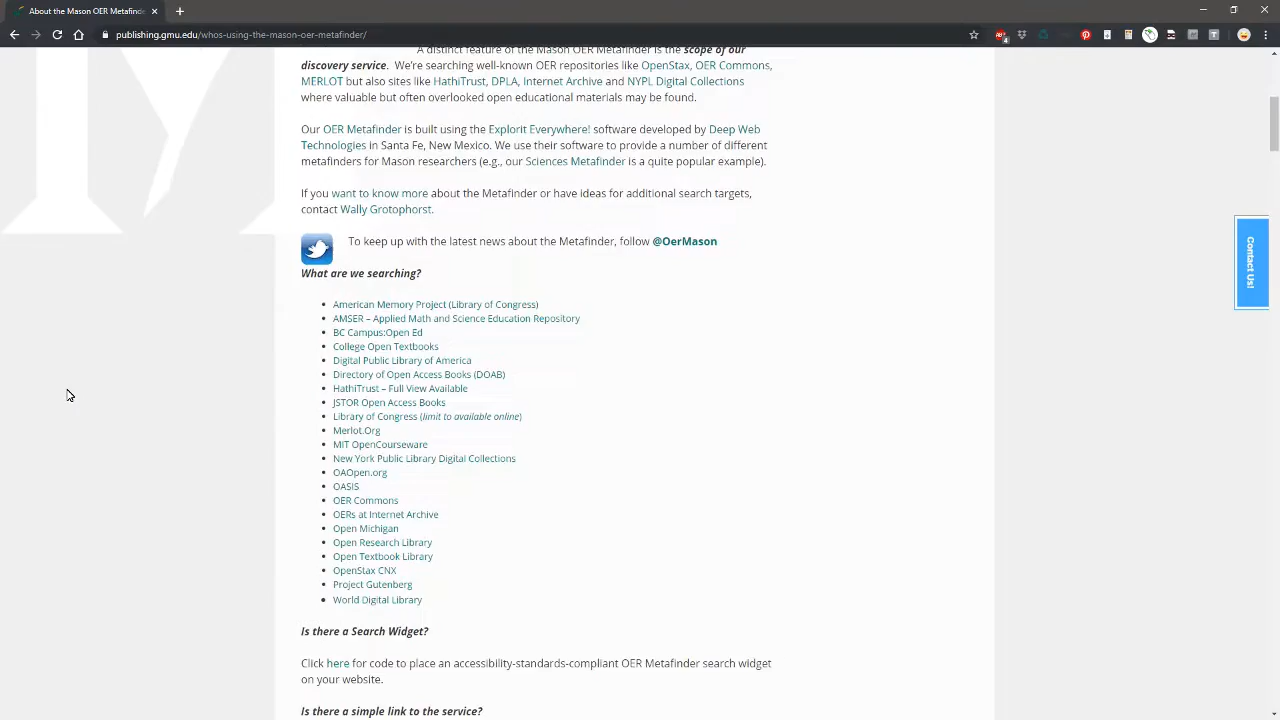 About the Mason OER Metafinde
publishing.gmu.edu/whos-using-the-mason-oer-metafinder/
A distinct feature of the Mason OER Metafinder is the scope of our
discovery service. We're searching well-known OER repositories like OpenStax, OER Commons,
MERLOT but also sites like HathiTrust, DPLA, Internet Archive and NYPL Digital Collections
where valuable but often overlooked open educational materials may be found.
Our OER Metafinder is built using the Explorit Everywhere! software developed by Deep Web
Technologies in Santa Fe, New Mexico. We use their software to provide a number of different
metafinders for Mason researchers (e.g., our Sciences Metafinder is a quite popular example).
If you want to know more about the Metafinder or have ideas for additional search targets,
contact Wally Grotophorst.
To keep up with the latest news about the Metafinder, follow @OerMason
What are we searching?
American Memory Project (Library of Congress)
AMSER – Applied Math and Science Education Repository
BC Campus:Open Ed
College Open Textbooks
Digital Public Library of America
Directory of Open Access Books (DOAB)
HathiTrust – Full View Available
JSTOR Open Access Books
Library of Congress (limit to available online)
Merlot.Org
MIT OpenCourseware
New York Public Library Digital Collections
OAOpen.org
OASIS
OER Commons
OERs at Internet Archive
Open Michigan
Open Research Library
Open Textbook Library
OpenStax CNX
Project Gutenberg
World Digital Library
Is there a Search Widget?
Click here for code to place an accessibility-standards-compliant OER Metafinder search widget
on your website.
Is there a simple link to the service?
Contact Us!